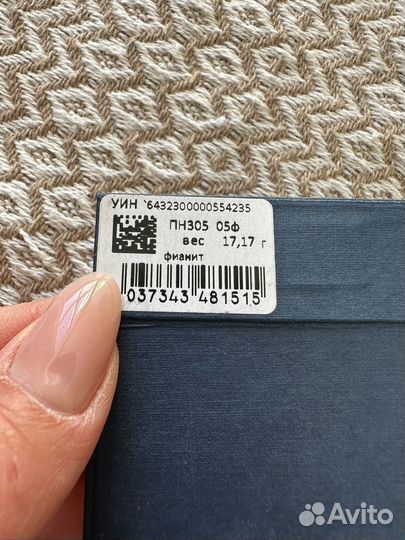 УИН `6432300000554235
ПН305 05ф
вес 17,17 г
фианит
037343 481515
Avito